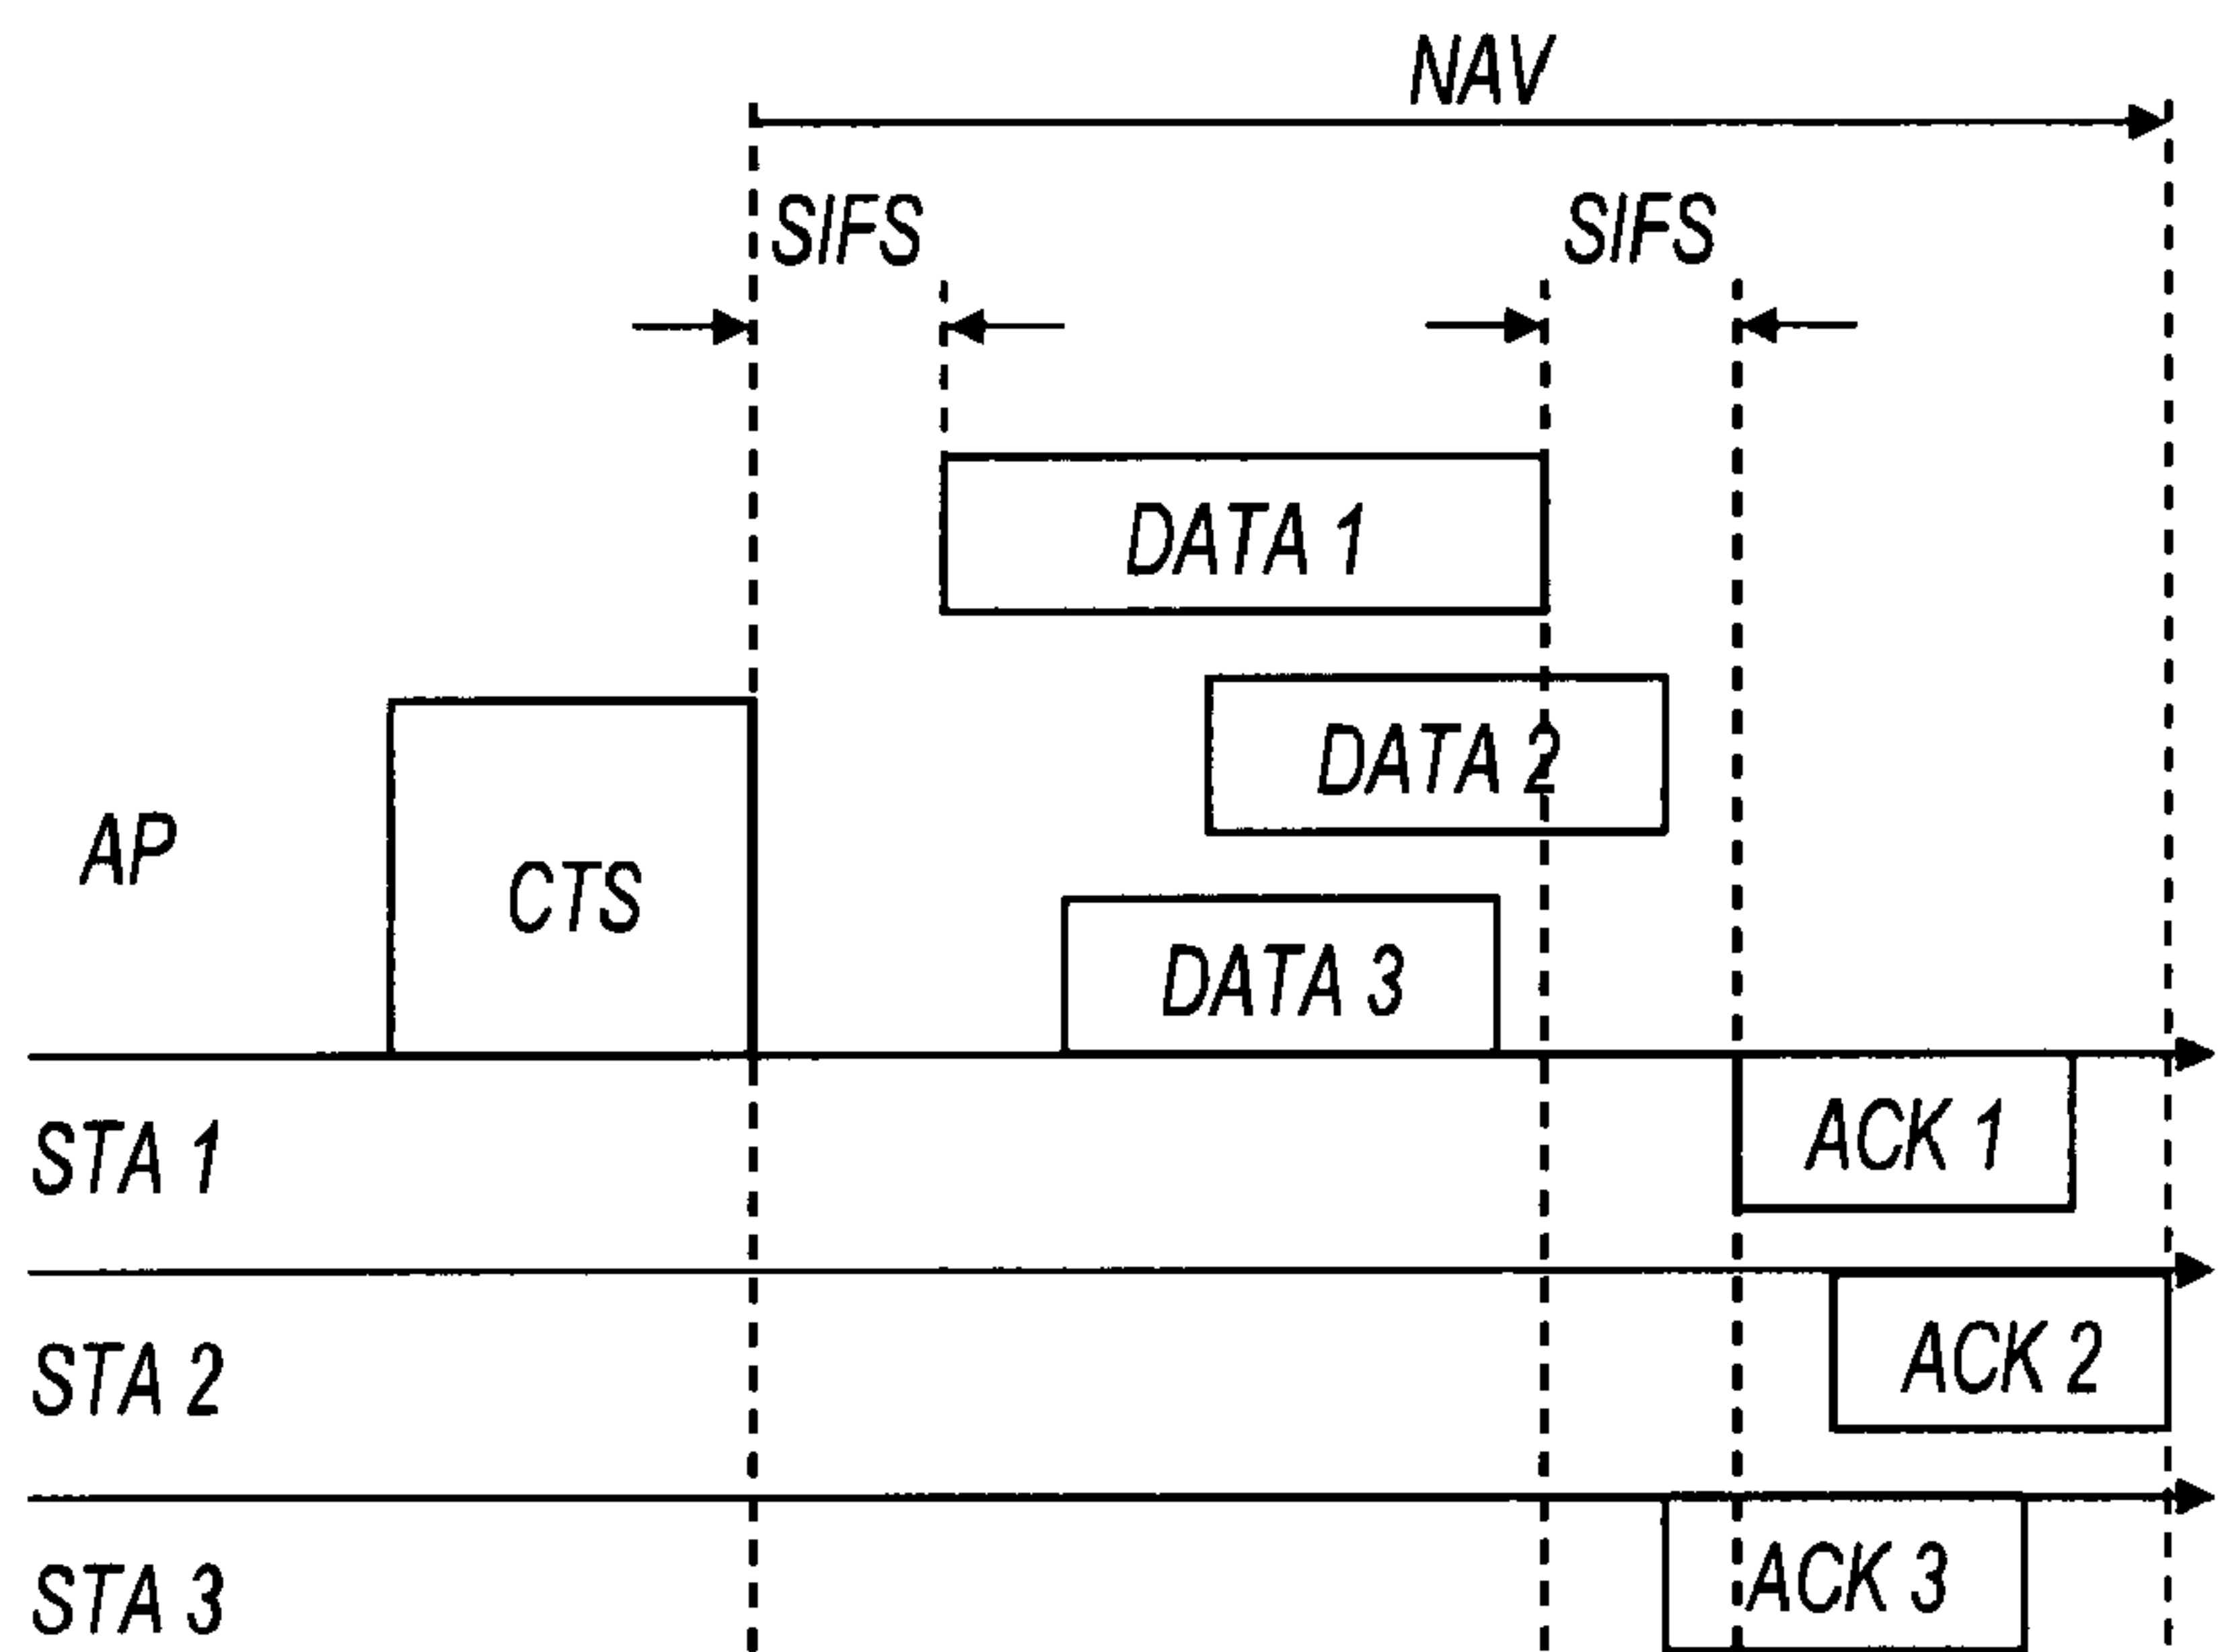 NAV
SIFS SIFS
DATA 1
DATA 2
AP
CTS
DATA 3
STA 1
ACK 1
STA 2
ACK 2
STA 3
ACK 3